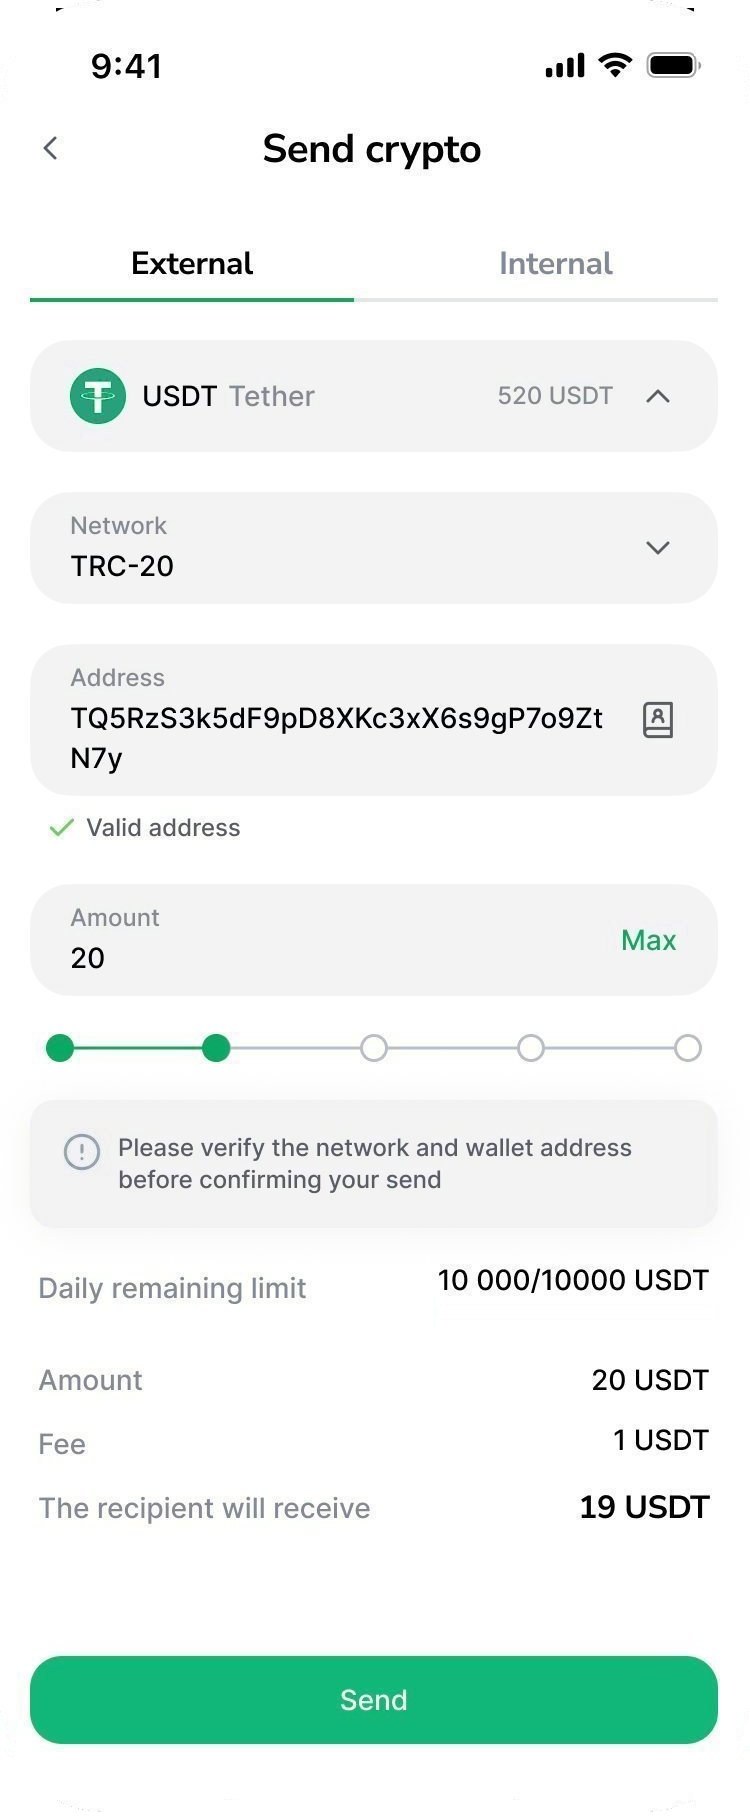 9:41
Send crypto
External
Internal
USDT Tether
520 USDT
Network
TRC-20
Address
TQ5RzS3k5dF9pD8XKc3xX6s9gP7o9Zt
N7y
Valid address
Amount
20
Max
Please verify the network and wallet address
before confirming your send
Daily remaining limit
10 000/10000 USDT
Amount
20 USDT
Fee
1 USDT
The recipient will receive
19 USDT
Send